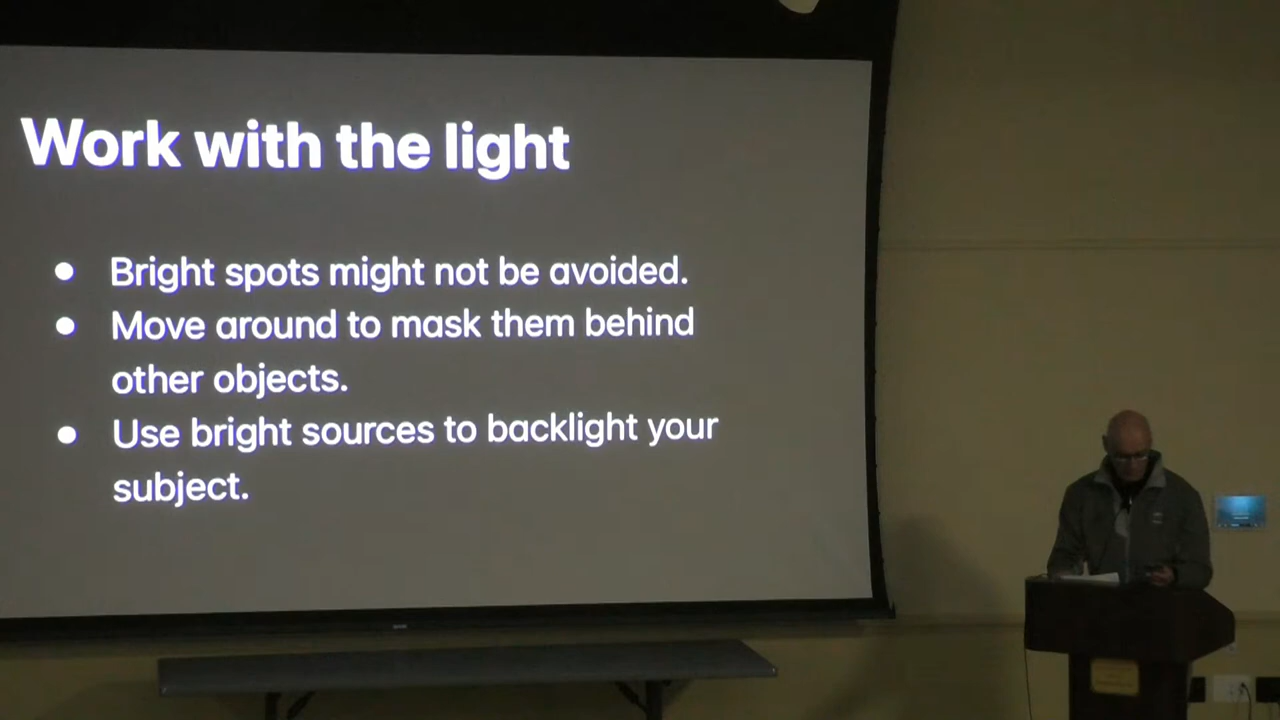 Work with the light
● Bright spots might not be avoided.
● Move around to mask them behind
other objects.
● Use bright sources to backlight your
subject.